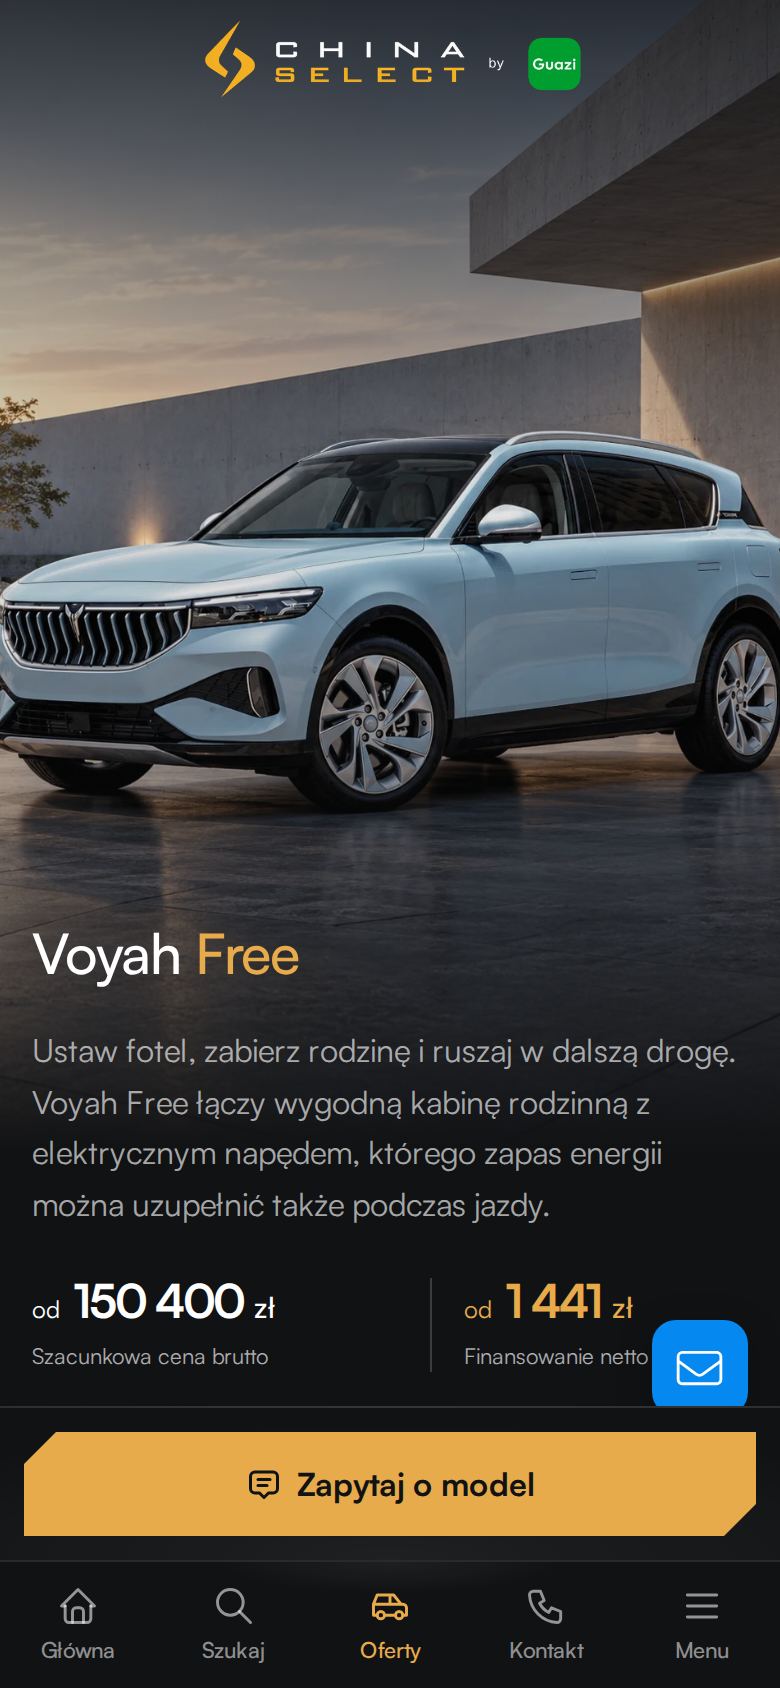 CHINA
SELECT
by
Guazi
Voyah Free
Ustaw fotel, zabierz rodzinę i ruszaj w dalszą drogę.
Voyah Free łączy wygodną kabinę rodzinną z
elektrycznym napędem, którego zapas energii
można uzupełnić także podczas jazdy.
od 150 400 zł
Szacunkowa cena brutto
od 1 441 zł
Finansowanie netto
Zapytaj o model
Główna
Szukaj
Oferty
Kontakt
Menu